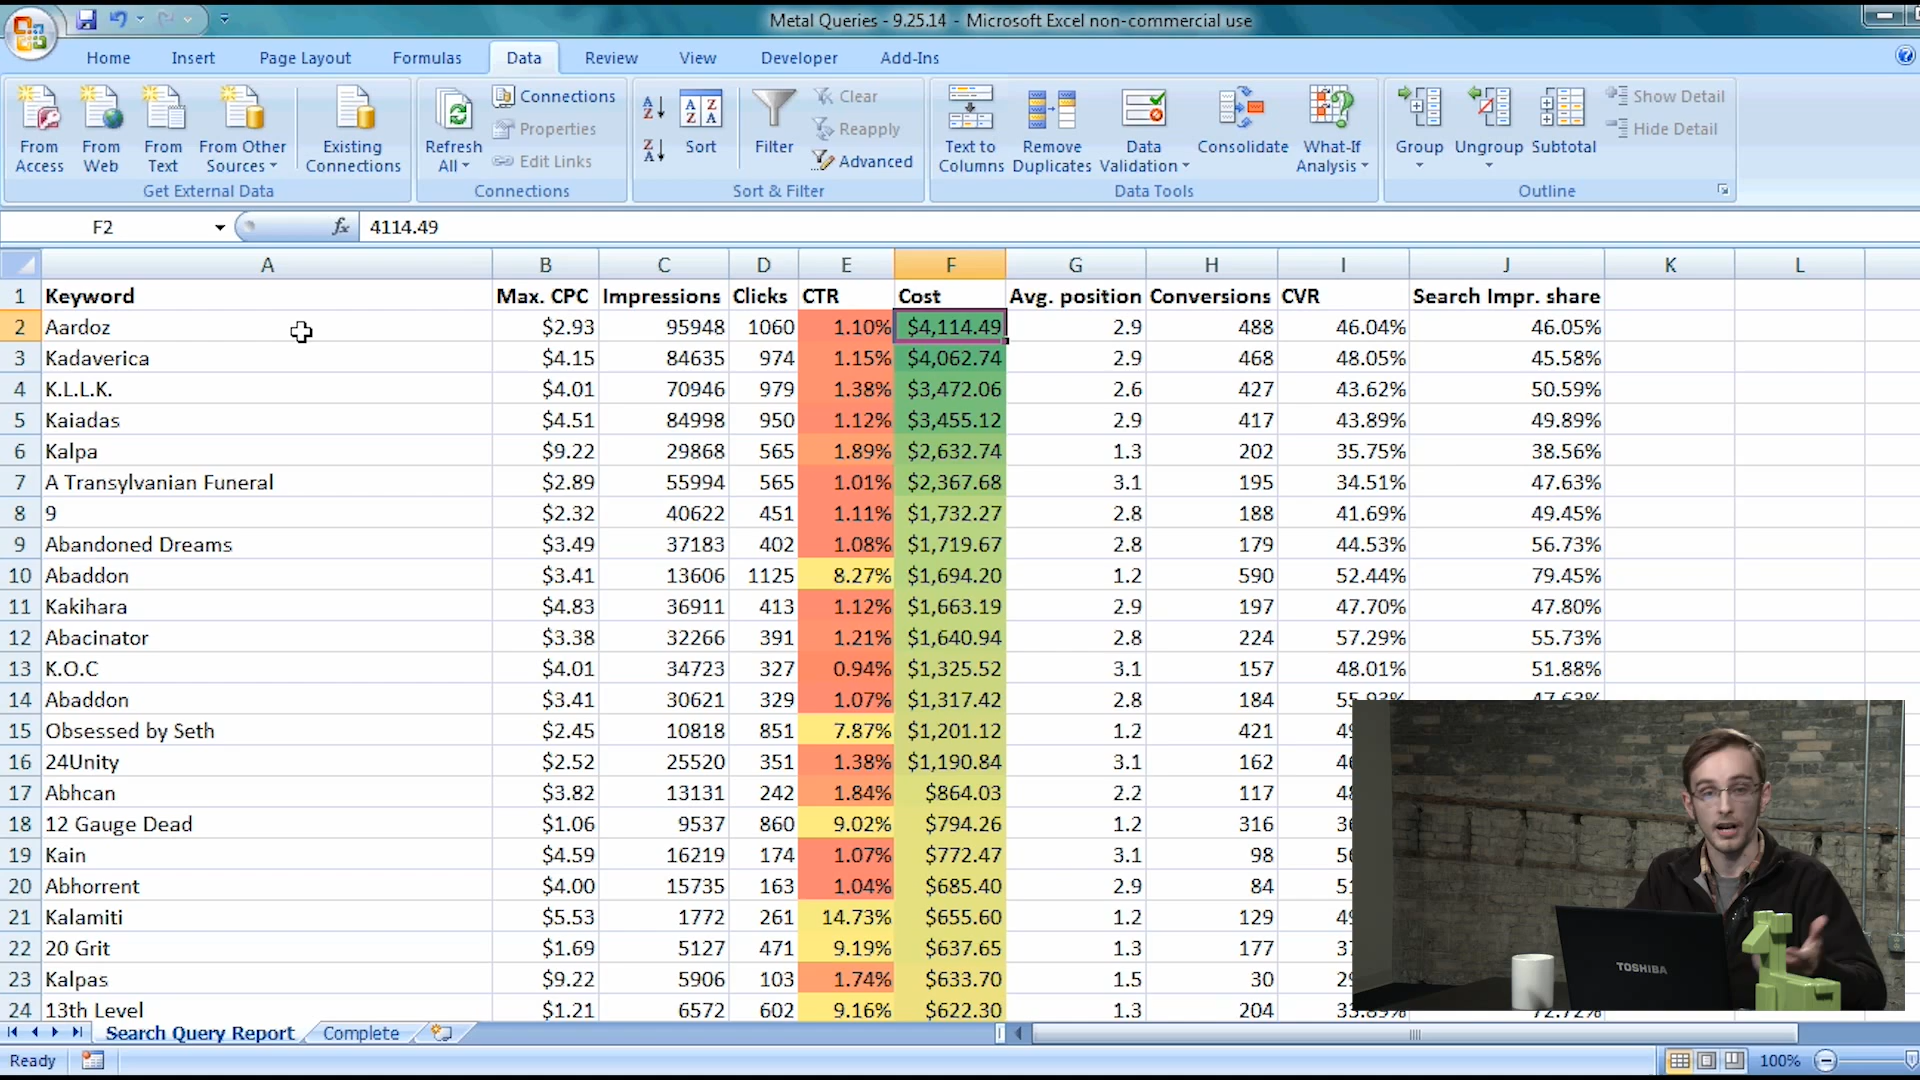 Metal Queries - 9.25.14 - Microsoft Excel non-commercial use
Home Insert Page Layout Formulas Data Review View Developer Add-Ins
From Access
From Web
From Text
From Other Sources
Existing Connections
Get External Data
Refresh All
Connections
Properties
Edit Links
Connections
Sort
Filter
Clear
Reapply
Advanced
Sort & Filter
Text to Columns
Remove Duplicates
Data Validation
Consolidate
What-If Analysis
Data Tools
Group
Ungroup
Subtotal
Show Detail
Hide Detail
Outline
F2 fx 4114.49
A B C D E F G H I J K L
1 Keyword Max. CPC Impressions Clicks CTR Cost Avg. position Conversions CVR Search Impr. share
2 Aardoz $2.93 95948 1060 1.10% $4,114.49 2.9 488 46.04% 46.05%
3 Kadaverica $4.15 84635 974 1.15% $4,062.74 2.9 468 48.05% 45.58%
4 K.L.L.K. $4.01 70946 979 1.38% $3,472.06 2.6 427 43.62% 50.59%
5 Kaiadas $4.51 84998 950 1.12% $3,455.12 2.9 417 43.89% 49.89%
6 Kalpa $9.22 29868 565 1.89% $2,632.74 1.3 202 35.75% 38.56%
7 A Transylvanian Funeral $2.89 55994 565 1.01% $2,367.68 3.1 195 34.51% 47.63%
8 9 $2.32 40622 451 1.11% $1,732.27 2.8 188 41.69% 49.45%
9 Abandoned Dreams $3.49 37183 402 1.08% $1,719.67 2.8 179 44.53% 56.73%
10 Abaddon $3.41 13606 1125 8.27% $1,694.20 1.2 590 52.44% 79.45%
11 Kakihara $4.83 36911 413 1.12% $1,663.19 2.9 197 47.70% 47.80%
12 Abacinator $3.38 32266 391 1.21% $1,640.94 2.8 224 57.29% 55.73%
13 K.O.C $4.01 34723 327 0.94% $1,325.52 3.1 157 48.01% 51.88%
14 Abaddon $3.41 30621 329 1.07% $1,317.42 2.8 184
15 Obsessed by Seth $2.45 10818 851 7.87% $1,201.12 1.2 421
16 24Unity $2.52 25520 351 1.38% $1,190.84 3.1 162
17 Abhcan $3.82 13131 242 1.84% $864.03 2.2 117
18 12 Gauge Dead $1.06 9537 860 9.02% $794.26 1.2 316
19 Kain $4.59 16219 174 1.07% $772.47 3.1 98
20 Abhorrent $4.00 15735 163 1.04% $685.40 2.9 84
21 Kalamiti $5.53 1772 261 14.73% $655.60 1.2 129
22 20 Grit $1.69 5127 471 9.19% $637.65 1.3 177
23 Kalpas $9.22 5906 103 1.74% $633.70 1.5 30
24 13th Level $1.21 6572 602 9.16% $622.30 1.3 204
TOSHIBA
Search Query Report Complete
Ready 100%